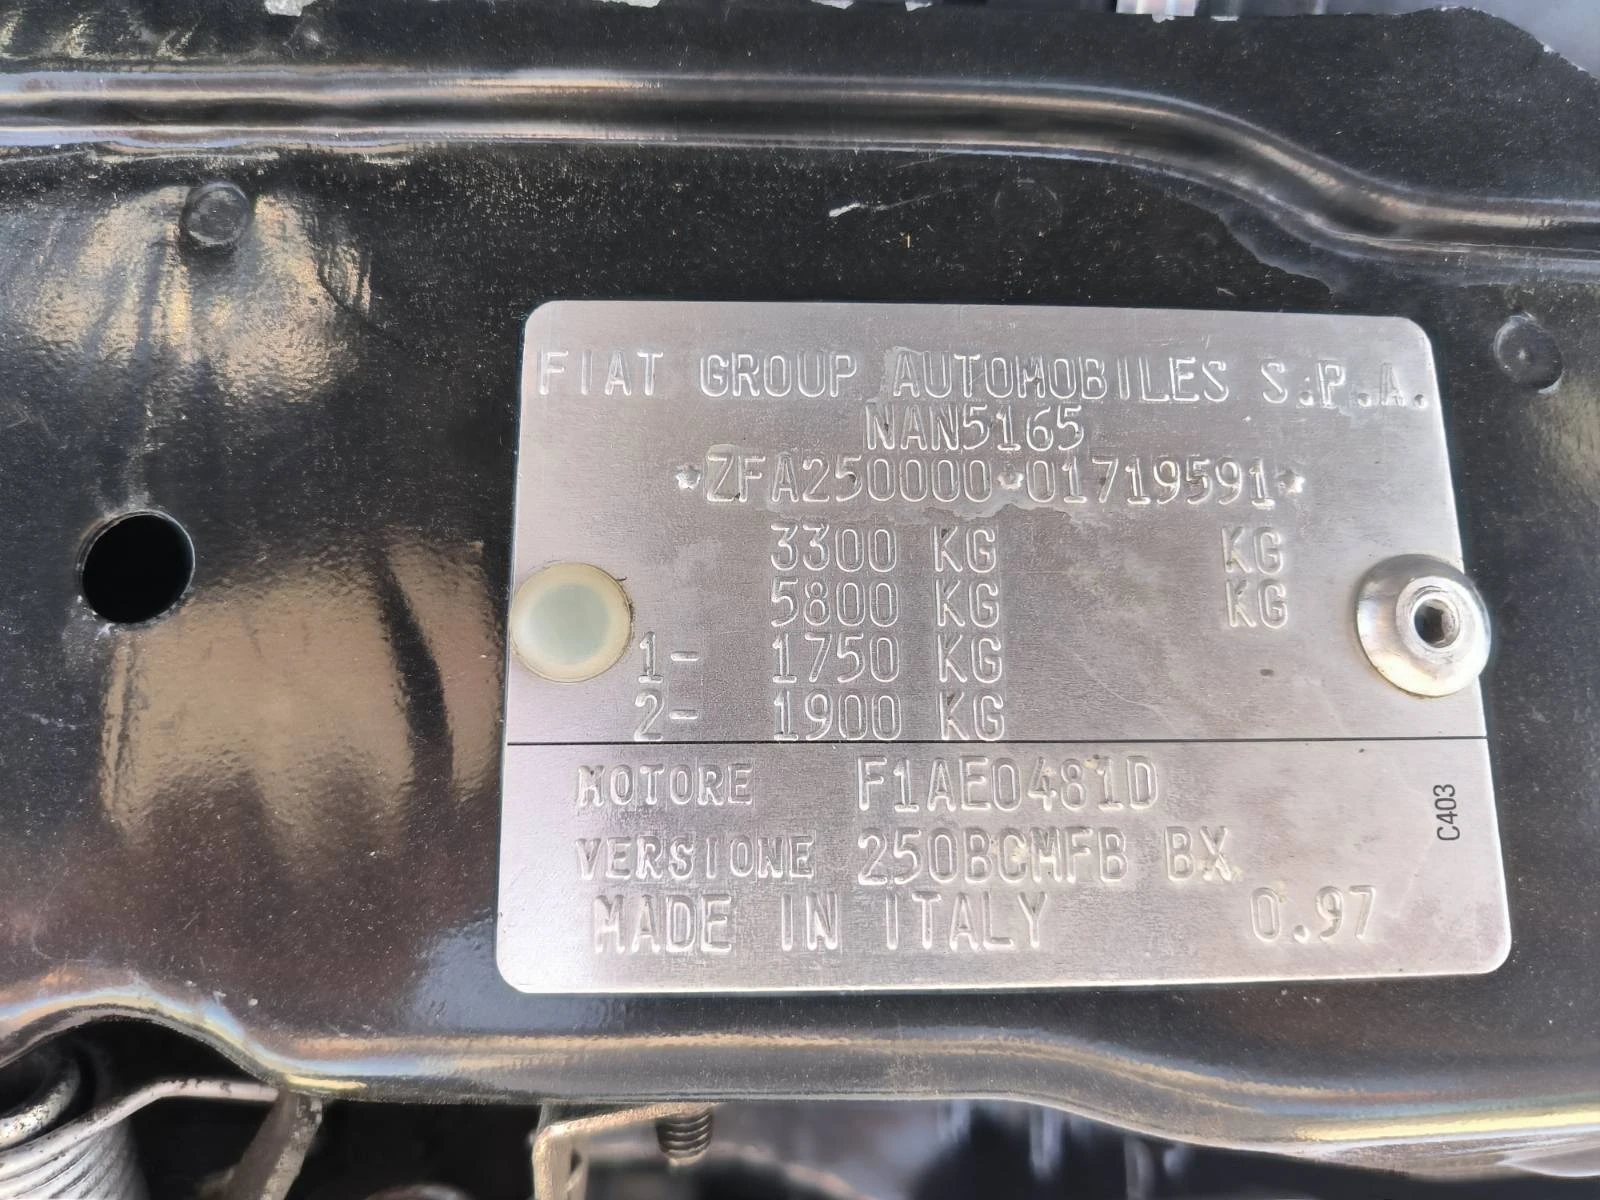 FIAT GROUP AUTOMOBILES S.P.A.
NAN5165
*ZFA250000*01719591*
3300 KG KG
5800 KG KG
1- 1750 KG
2- 1900 KG
MOTORE F1AE0481D
VERSIONE 250BCMFB BX
MADE IN ITALY 0.97
C403